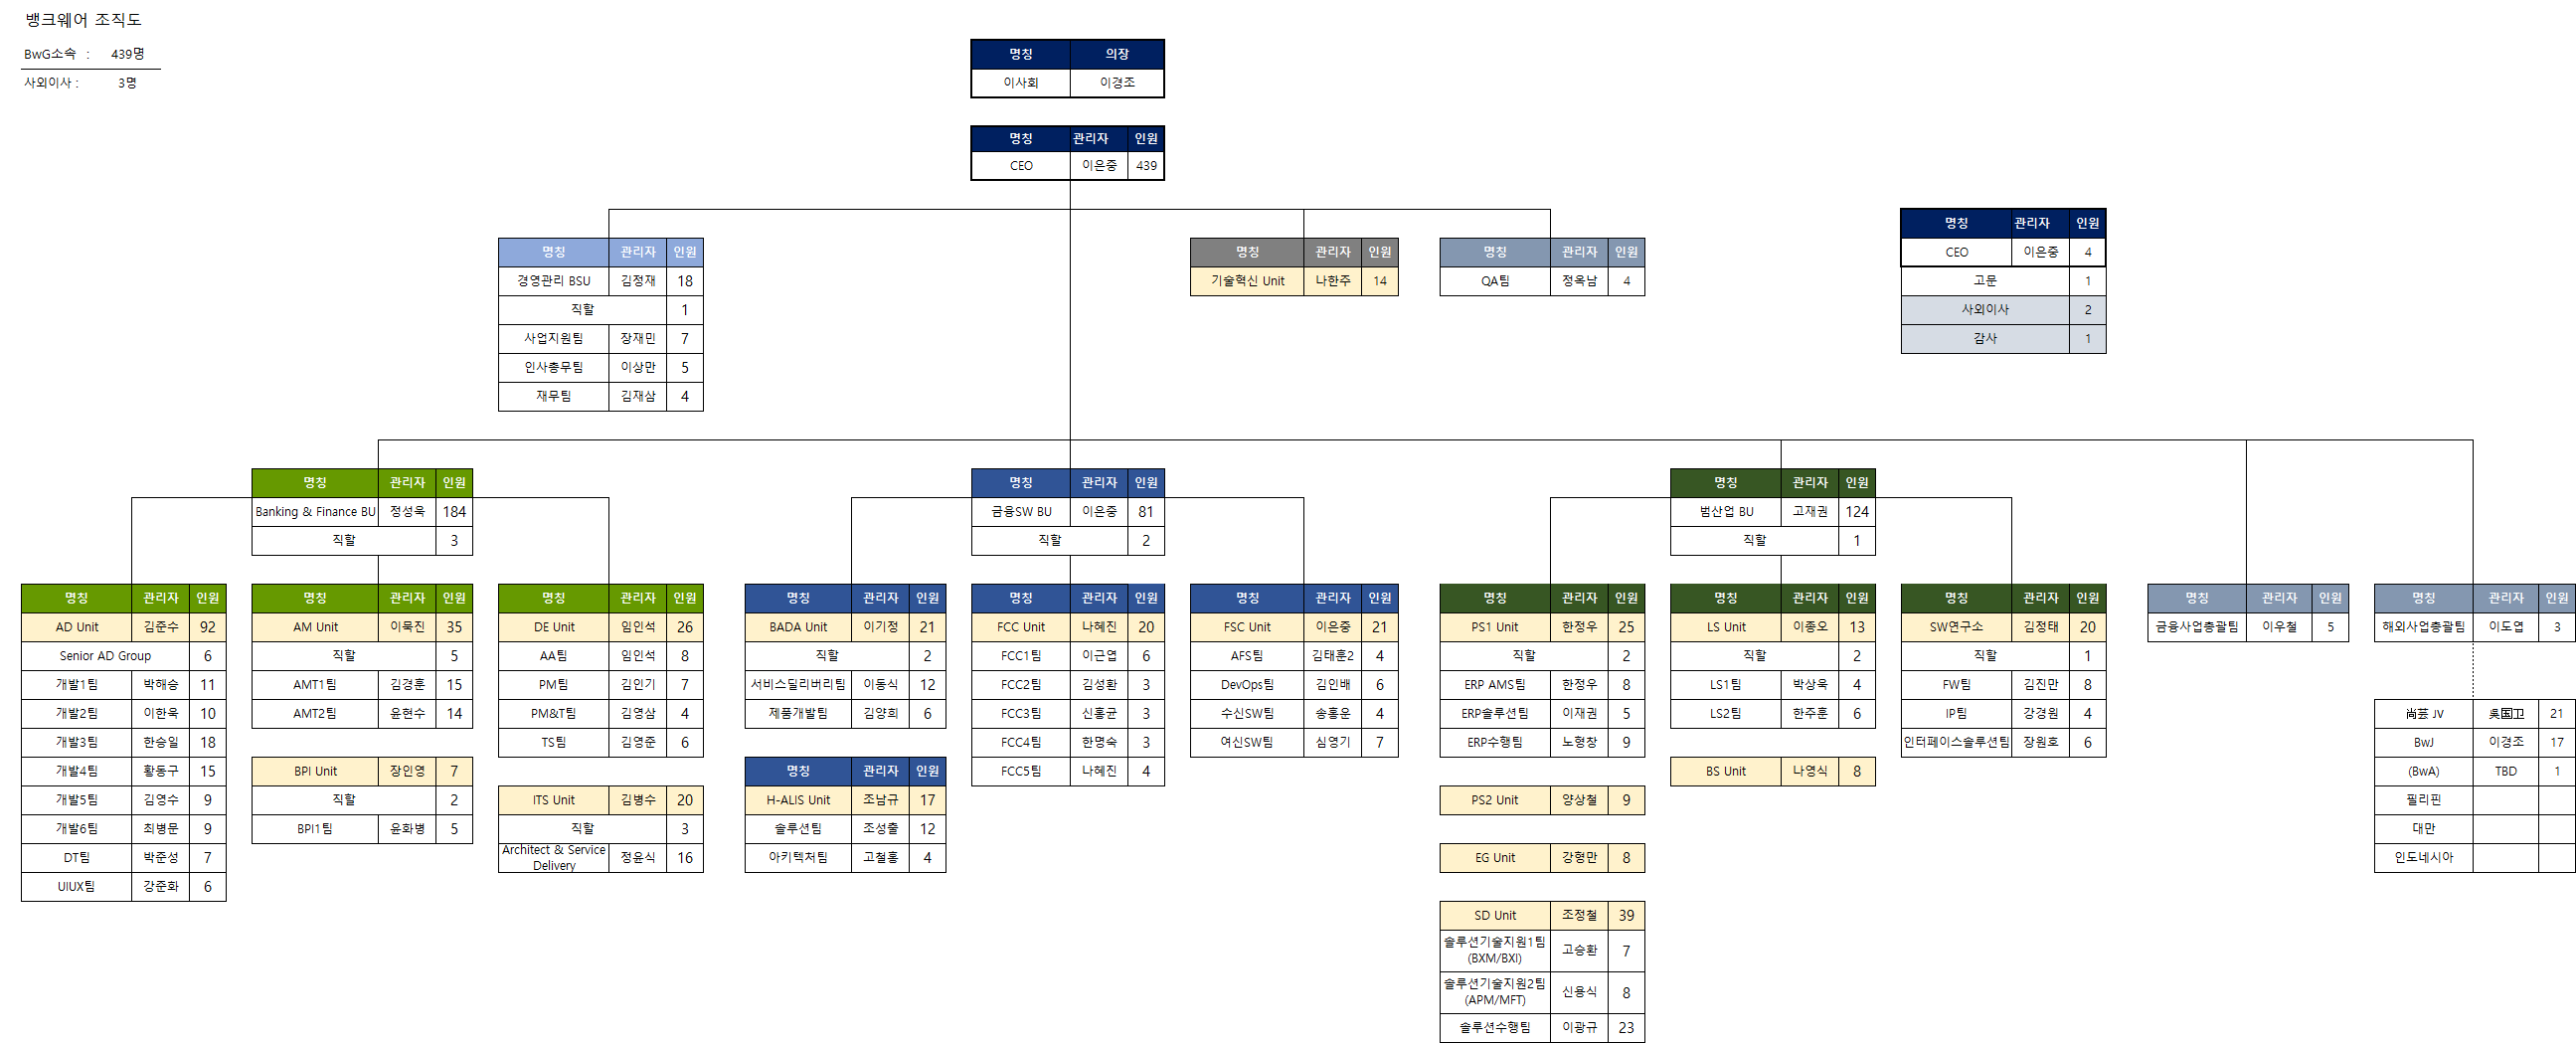 뱅크웨어 조직도
BwG소속 : 439명
사외이사 : 3명
명칭 의장
이사회 이경조
명칭 관리자 인원
CEO 이은중 439
명칭 관리자 인원
경영관리 BSU 김정재 18
직할 1
사업지원팀 장재민 7
인사총무팀 이상만 5
재무팀 김재삼 4
명칭 관리자 인원
기술혁신 Unit 나한주 14
명칭 관리자 인원
QA팀 정옥남 4
명칭 관리자 인원
CEO 이은중 4
고문 1
사외이사 2
감사 1
명칭 관리자 인원
Banking & Finance BU 정성욱 184
직할 3
명칭 관리자 인원
금융SW BU 이은중 81
직할 2
명칭 관리자 인원
범산업 BU 고재권 124
직할 1
명칭 관리자 인원
AD Unit 김준수 92
Senior AD Group 6
개발1팀 박해승 11
개발2팀 이한욱 10
개발3팀 한승일 18
개발4팀 황동구 15
개발5팀 김영수 9
개발6팀 최병문 9
DT팀 박준성 7
UIUX팀 강준화 6
명칭 관리자 인원
AM Unit 이욱진 35
직할 5
AMT1팀 김경훈 15
AMT2팀 윤현수 14
BPI Unit 장인영 7
직할 2
BPI1팀 윤화병 5
명칭 관리자 인원
DE Unit 임인석 26
AA팀 임인석 8
PM팀 김인기 7
PM&T팀 김영삼 4
TS팀 김영준 6
ITS Unit 김병수 20
직할 3
Architect & Service
Delivery 정윤식 16
명칭 관리자 인원
BADA Unit 이기정 21
직할 2
서비스딜리버리팀 이동식 12
제품개발팀 김양희 6
명칭 관리자 인원
H-ALIS Unit 조남규 17
솔루션팀 조성출 12
아키텍처팀 고철홍 4
명칭 관리자 인원
FCC Unit 나혜진 20
FCC1팀 이근엽 6
FCC2팀 김성환 3
FCC3팀 신홍균 3
FCC4팀 한명숙 3
FCC5팀 나혜진 4
명칭 관리자 인원
FSC Unit 이은중 21
AFS팀 김태훈2 4
DevOps팀 김인배 6
수신SW팀 송홍운 4
여신SW팀 심영기 7
명칭 관리자 인원
PS1 Unit 한정우 25
직할 2
ERP AMS팀 한정우 8
ERP솔루션팀 이재권 5
ERP수행팀 노형창 9
PS2 Unit 양상철 9
EG Unit 강형만 8
SD Unit 조정철 39
솔루션기술지원1팀
(BXM/BXI) 고승환 7
솔루션기술지원2팀
(APM/MFT) 신용식 8
솔루션수행팀 이광규 23
명칭 관리자 인원
LS Unit 이종오 13
직할 2
LS1팀 박상욱 4
LS2팀 한주훈 6
BS Unit 나영식 8
명칭 관리자 인원
SW연구소 김정태 20
직할 1
FW팀 김진만 8
IP팀 강경원 4
인터페이스솔루션팀 장원호 6
명칭 관리자 인원
금융사업총괄팀 이우철 5
명칭 관리자 인원
해외사업총괄팀 이도엽 3
尚芸 JV 吳国卫 21
BwJ 이경조 17
(BwA) TBD 1
필리핀
대만
인도네시아